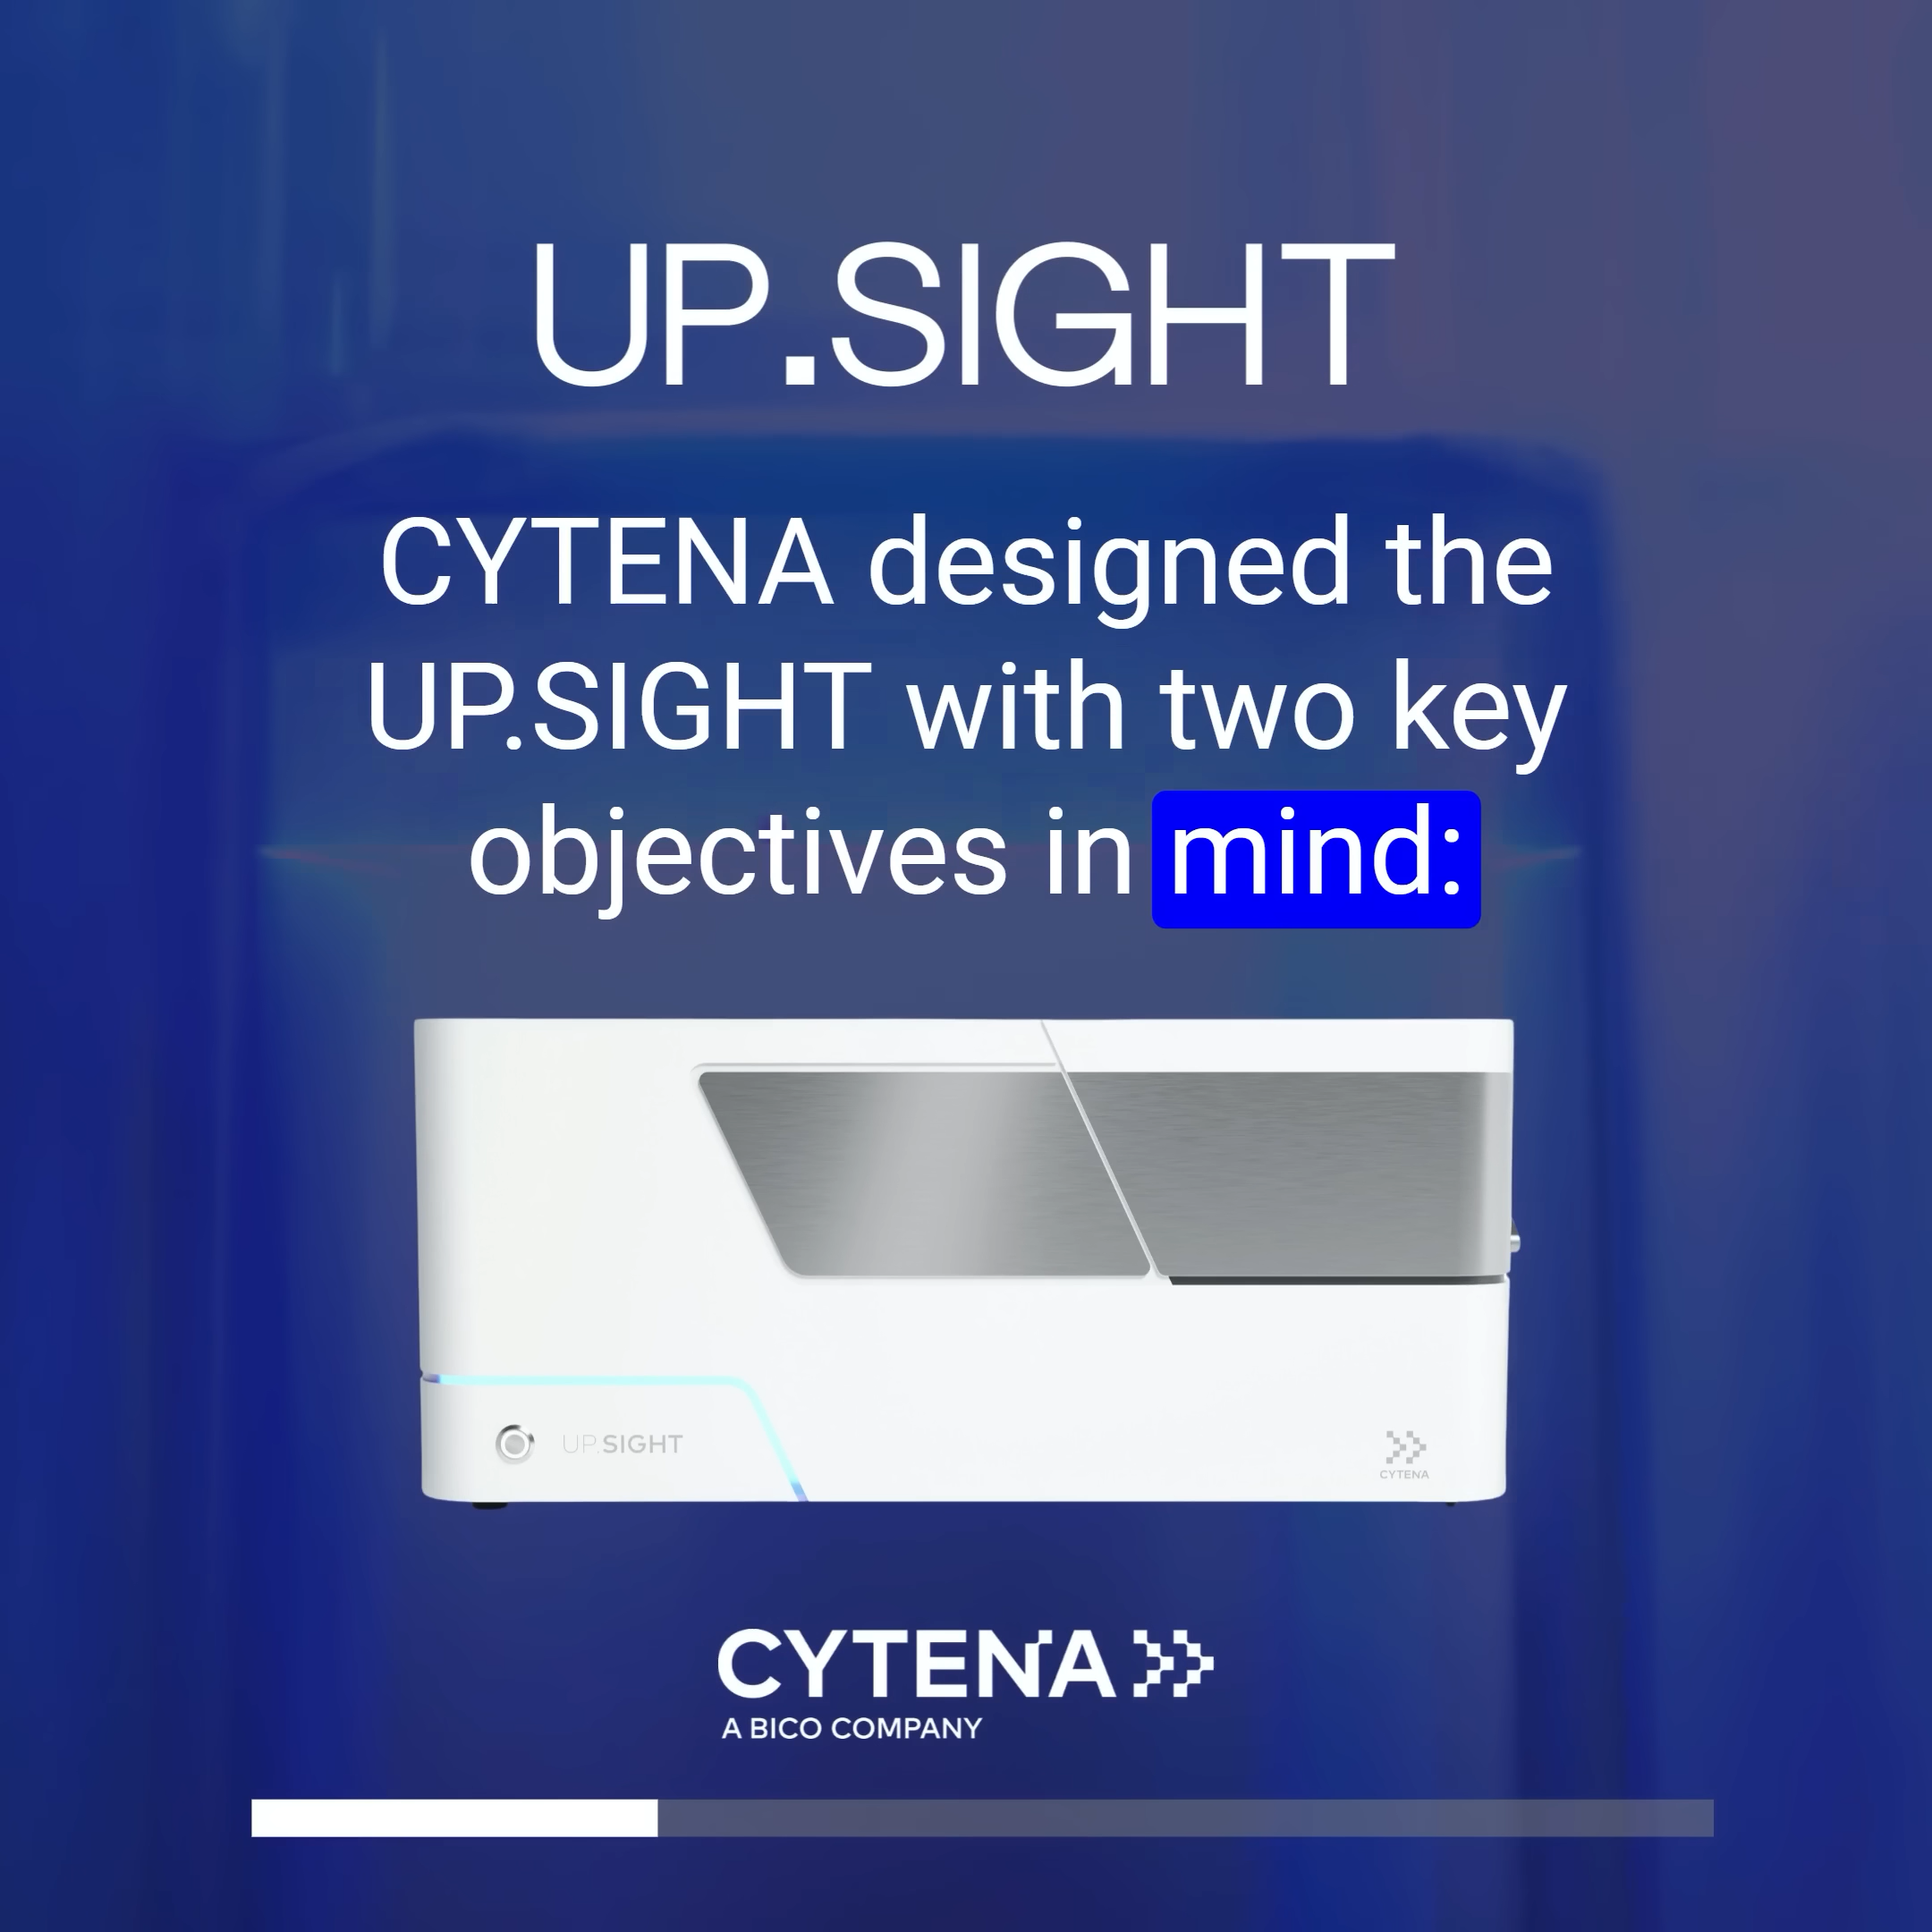 UP.SIGHT
CYTENA designed the
UP.SIGHT with two key
objectives in mind:
UP.SIGHT
CYTENA
CYTENA
A BICO COMPANY